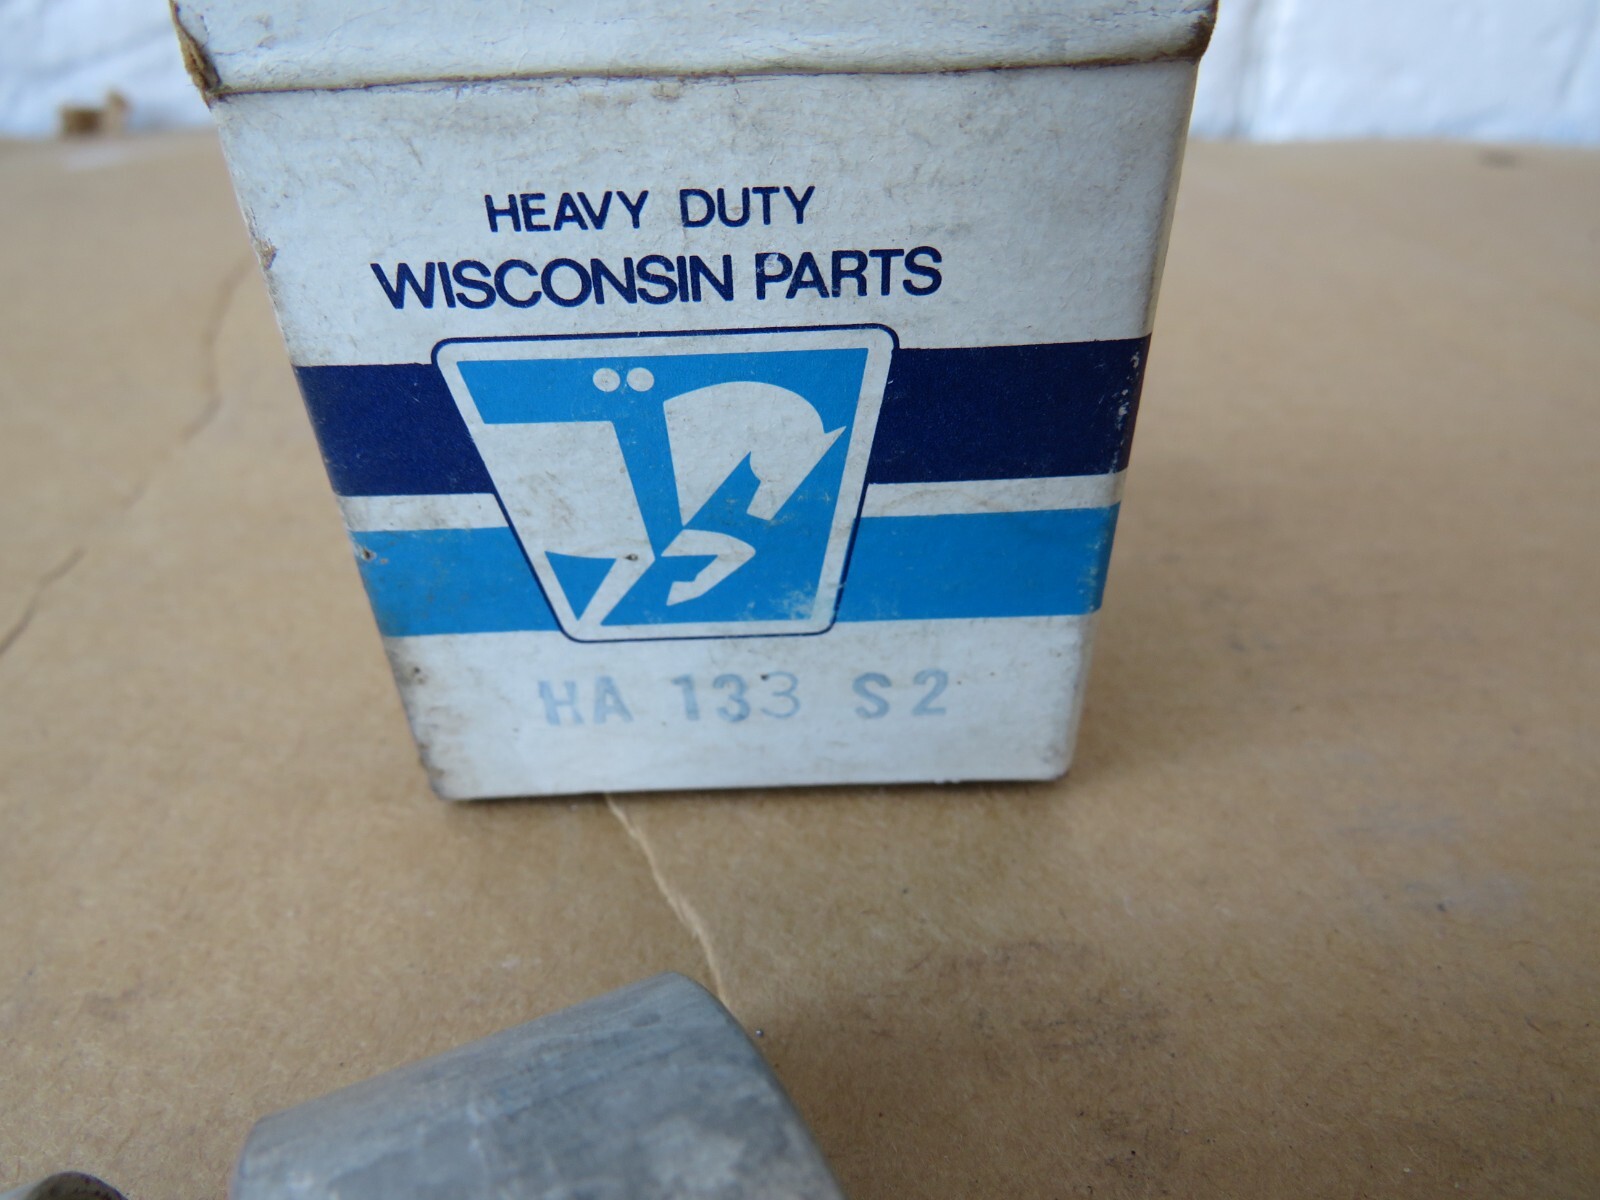 HEAVY DUTY
WISCONSIN PARTS
HA 133 S2